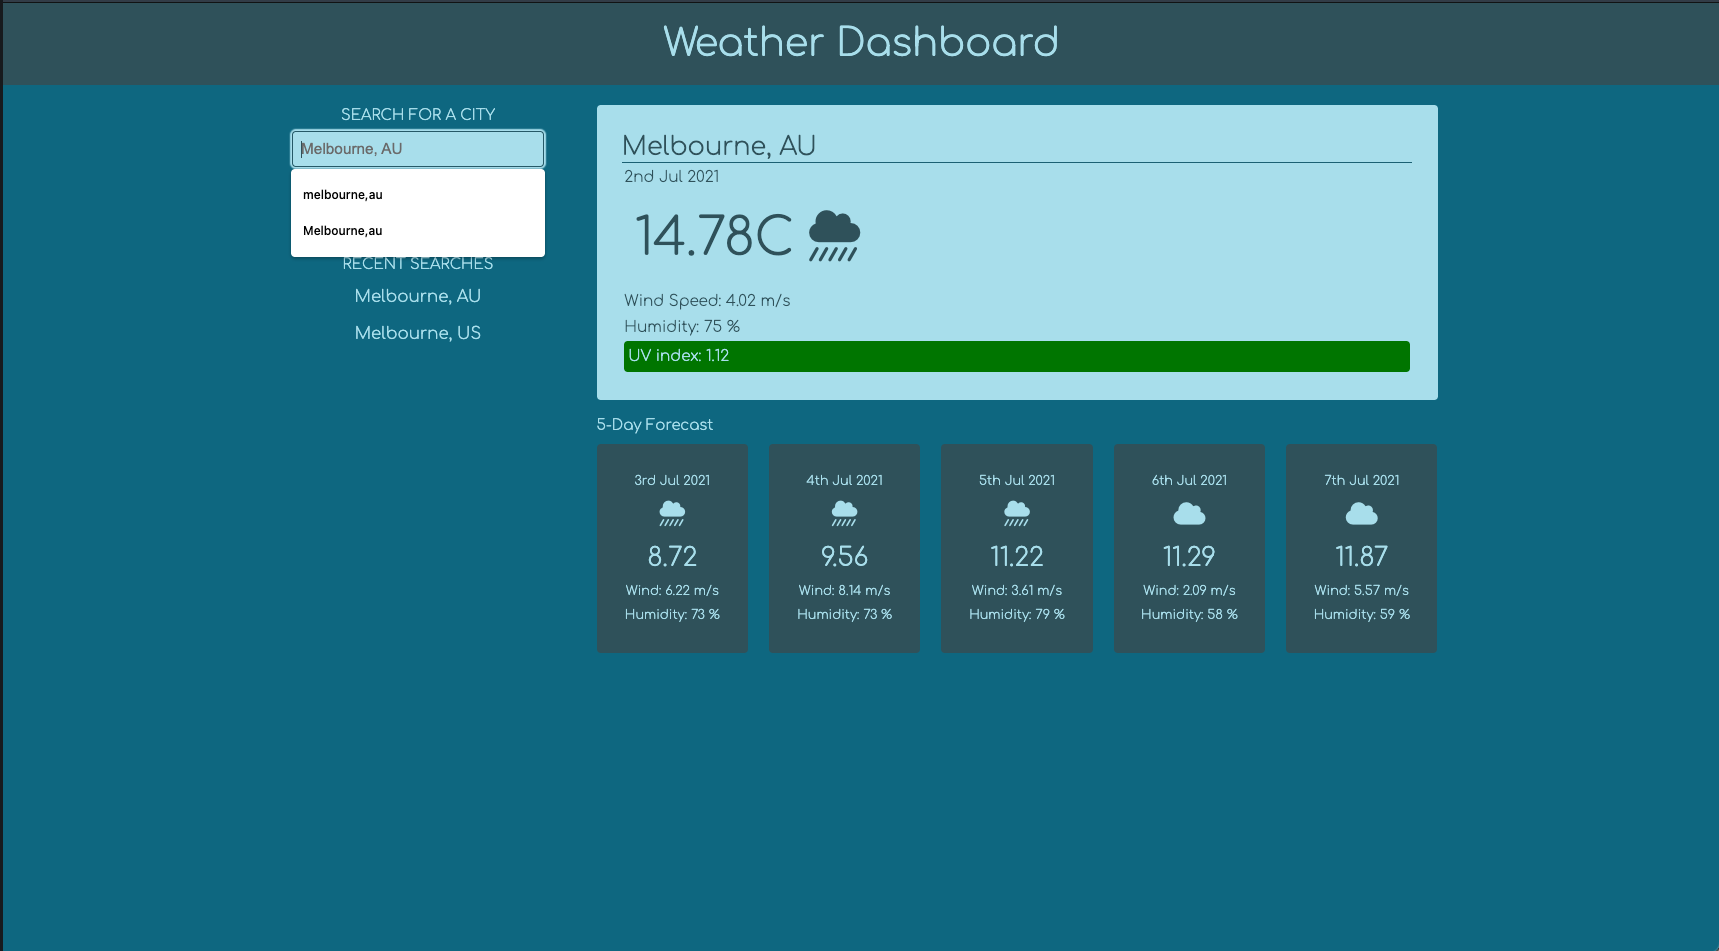 Weather Dashboard
SEARCH FOR A CITY
Melbourne, AU
melbourne,au
Melbourne,au
RECENT SEARCHES
Melbourne, AU
Melbourne, US
Melbourne, AU
2nd Jul 2021
14.78C
Wind Speed: 4.02 m/s
Humidity: 75 %
UV index: 1.12
5-Day Forecast
3rd Jul 2021
8.72
Wind: 6.22 m/s
Humidity: 73 %
4th Jul 2021
9.56
Wind: 8.14 m/s
Humidity: 73 %
5th Jul 2021
11.22
Wind: 3.61 m/s
Humidity: 79 %
6th Jul 2021
11.29
Wind: 2.09 m/s
Humidity: 58 %
7th Jul 2021
11.87
Wind: 5.57 m/s
Humidity: 59 %